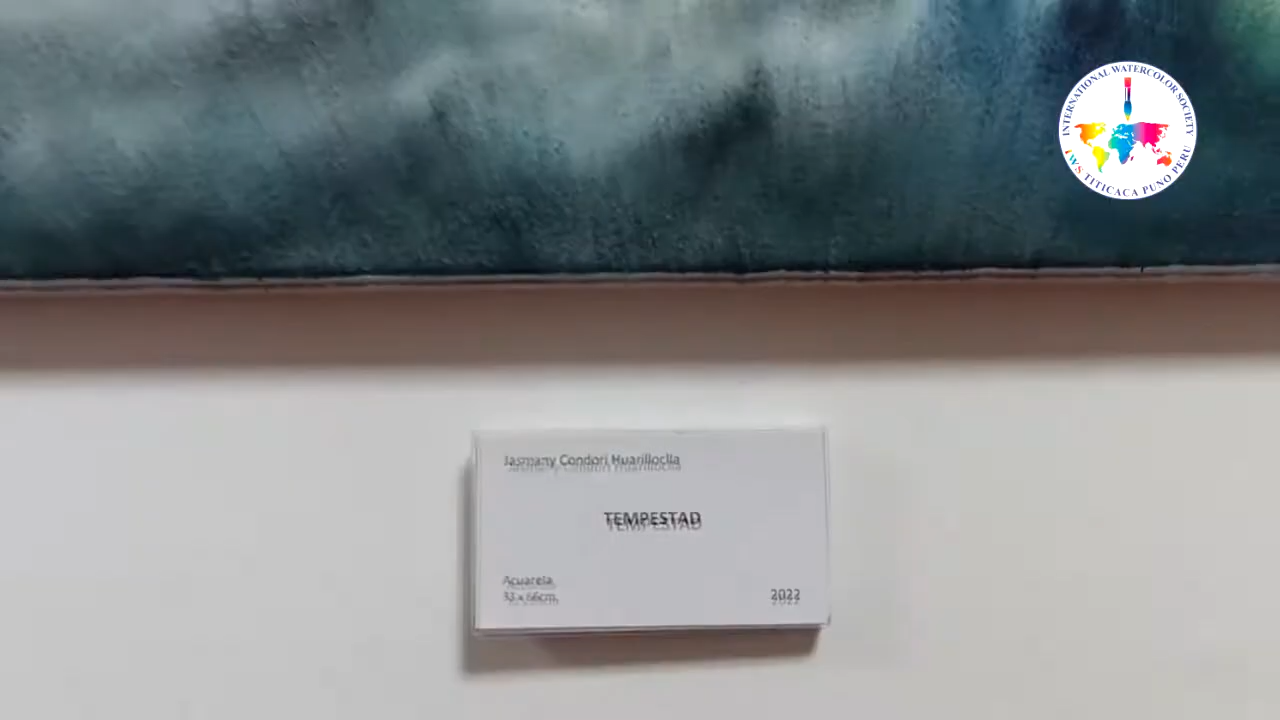 INTERNATIONAL WATERCOLOR SOCIETY
IWS TITICACA PUNO PERU
Jasmany Condori Huarilloclla
TEMPESTAD
Acuarela
2022